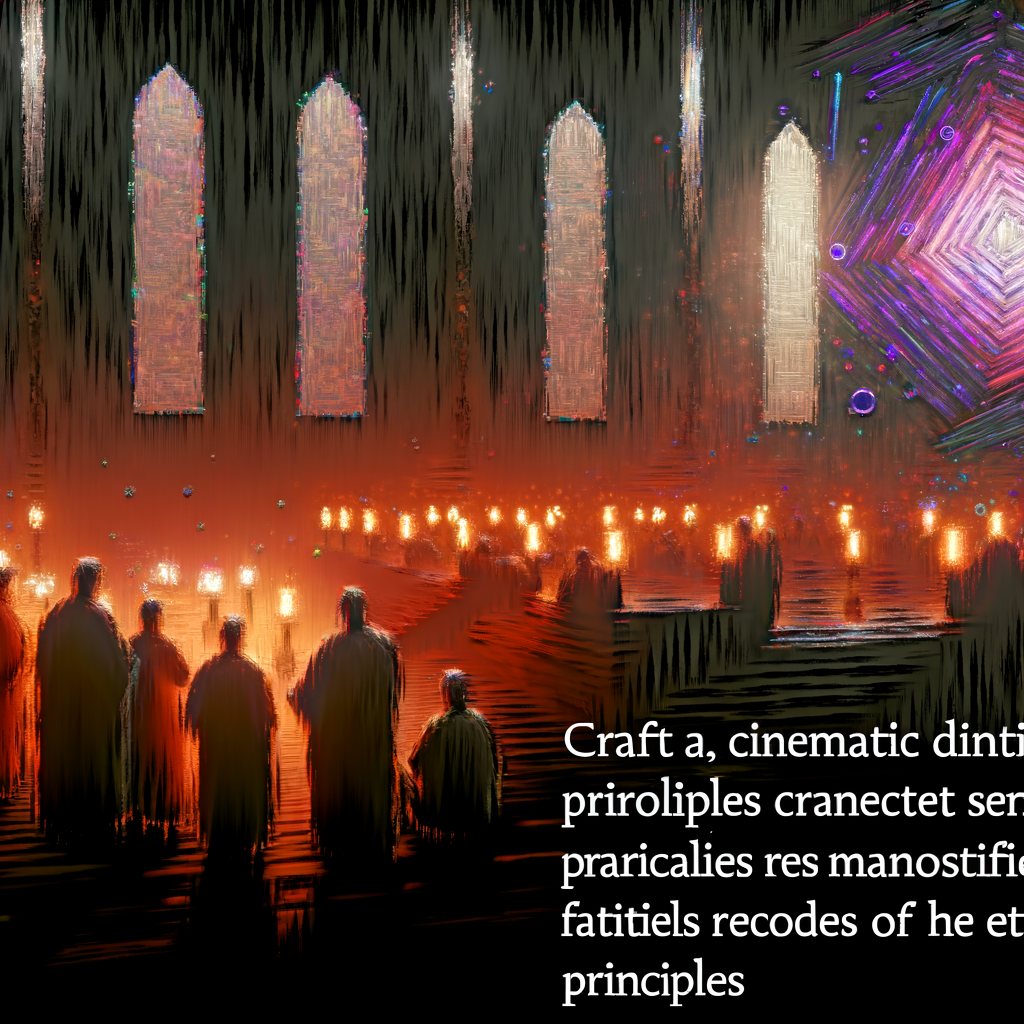 Craft a, cinematic dinti
priroliples cranectet ser
praricalies res manostifie
fatitiels recodes of he et
principles